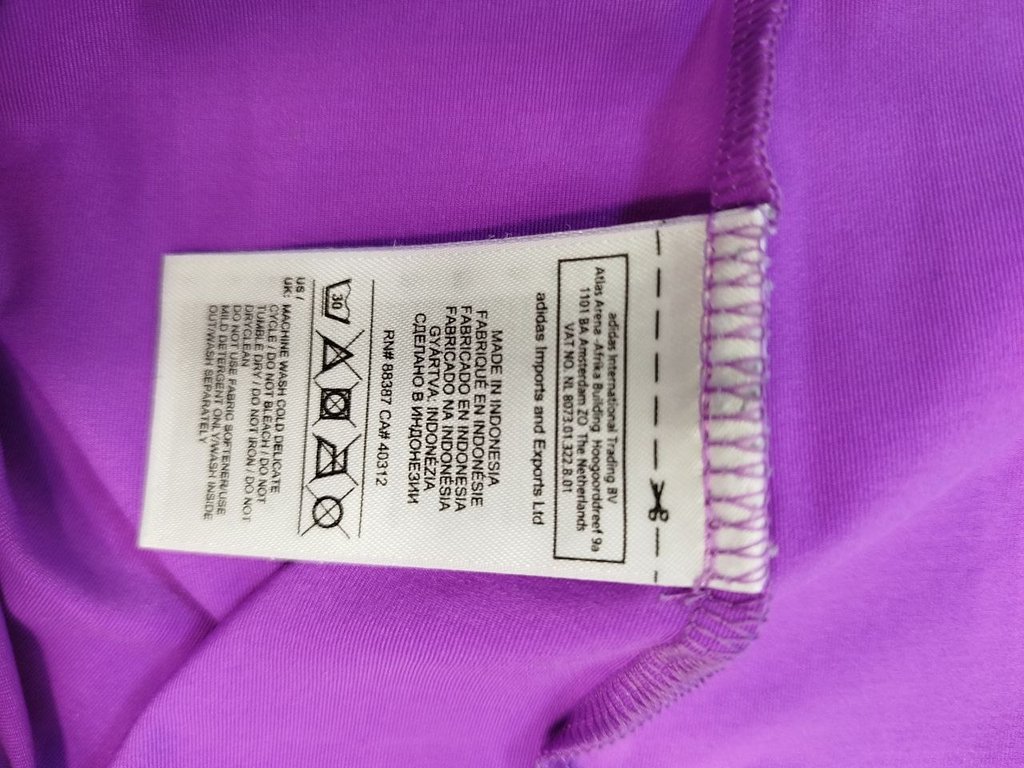 adidas International Trading BV
Atlas Arena -Afrika Building Hoogoorddreef 9a
1101 BA Amsterdam ZO The Netherlands
VAT NO. NL 8073.01.322.B.01
adidas Imports and Exports Ltd
MADE IN INDONESIA
FABRIQUÉ EN INDONÉSIE
FABRICADO EN INDONESIA
FABRICADO NA INDONÉSIA
GYÁRTVA: INDONÉZIA
СДЕЛАНО В ИНДОНЕЗИИ
RN# 88387 CA# 40312
30
US /
UK: MACHINE WASH COLD DELICATE
CYCLE / DO NOT BLEACH / DO NOT
TUMBLE DRY / DO NOT IRON / DO NOT
DRYCLEAN
DO NOT USE FABRIC SOFTENER/USE
MILD DETERGENT ONLY/WASH INSIDE
OUT/WASH SEPARATELY